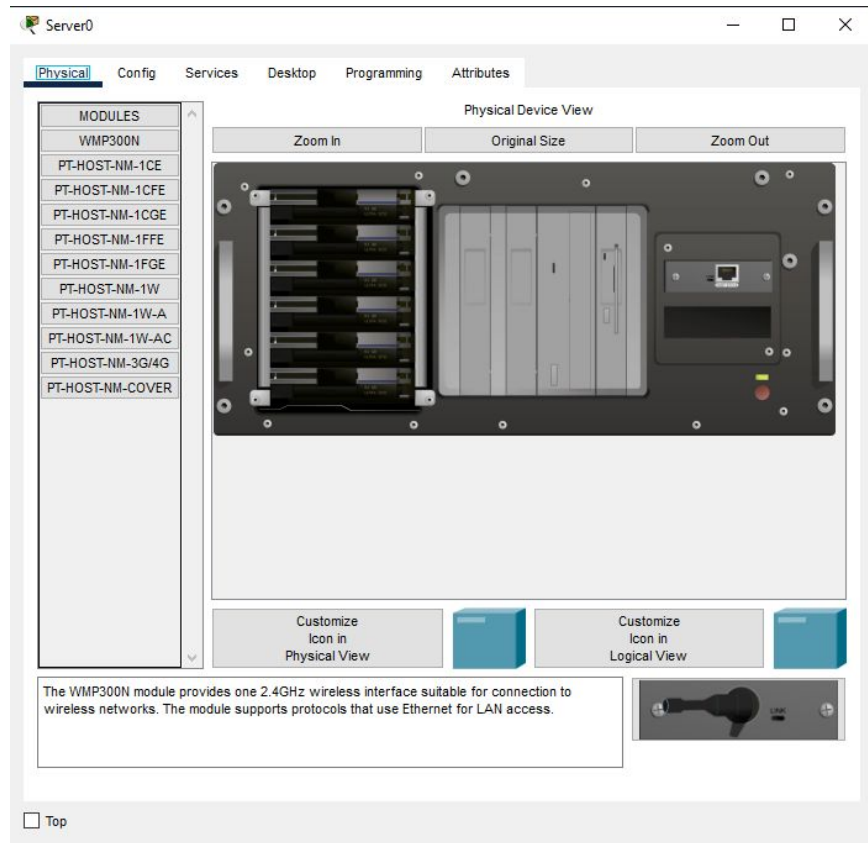 Server0
Physical Config Services Desktop Programming Attributes
MODULES
WMP300N
PT-HOST-NM-1CE
PT-HOST-NM-1CFE
PT-HOST-NM-1CGE
PT-HOST-NM-1FFE
PT-HOST-NM-1FGE
PT-HOST-NM-1W
PT-HOST-NM-1W-A
PT-HOST-NM-1W-AC
PT-HOST-NM-3G/4G
PT-HOST-NM-COVER
Physical Device View
Zoom In Original Size Zoom Out
Customize
Icon in
Physical View
Customize
Icon in
Logical View
The WMP300N module provides one 2.4GHz wireless interface suitable for connection to
wireless networks. The module supports protocols that use Ethernet for LAN access.
LINK
Top